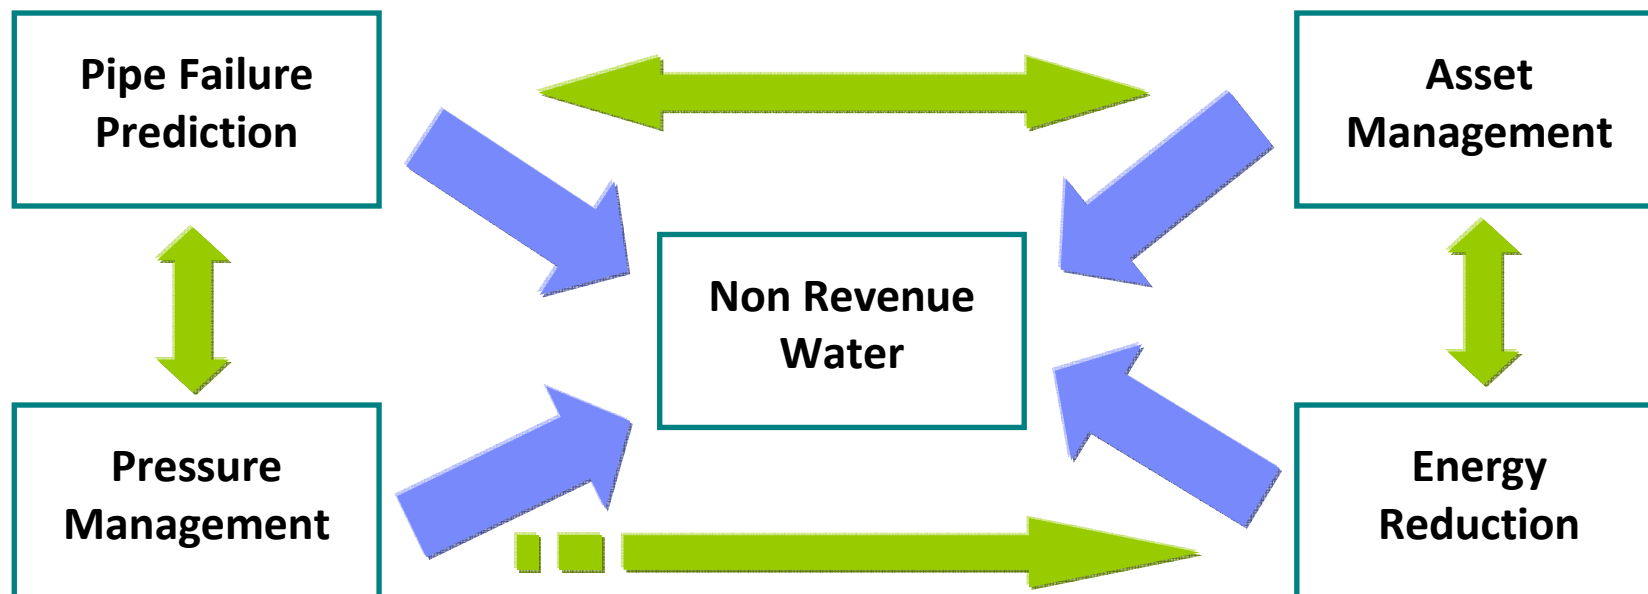 Pipe Failure
Prediction
Asset
Management
Non Revenue
Water
Pressure
Management
Energy
Reduction